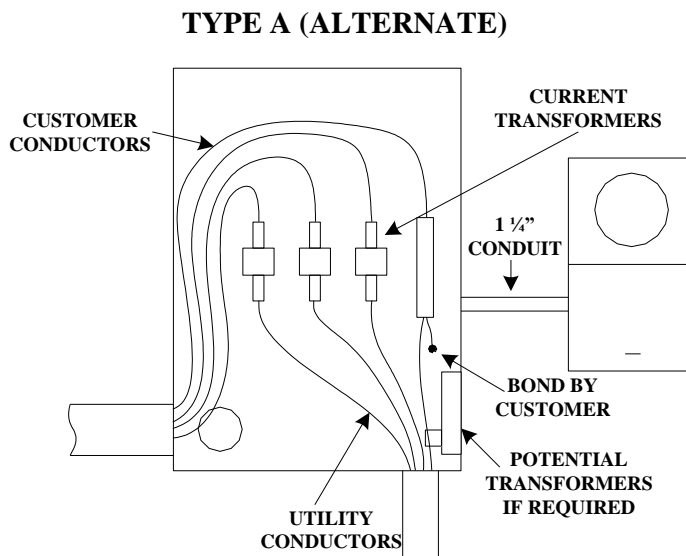 TYPE A (ALTERNATE)
CUSTOMER
CONDUCTORS
CURRENT
TRANSFORMERS
1 ¼”
CONDUIT
BOND BY
CUSTOMER
POTENTIAL
TRANSFORMERS
IF REQUIRED
UTILITY
CONDUCTORS